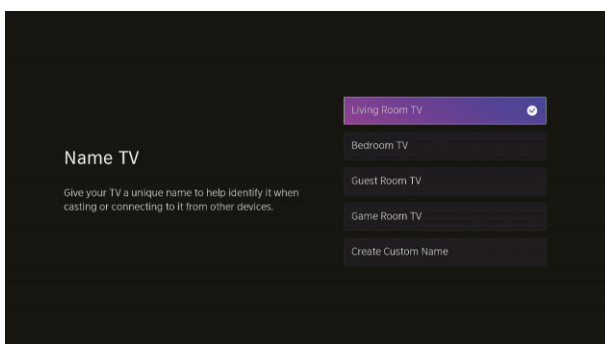 Name TV
Give your TV a unique name to help identify it when
casting or connecting to it from other devices.
Living Room TV
Bedroom TV
Guest Room TV
Game Room TV
Create Custom Name